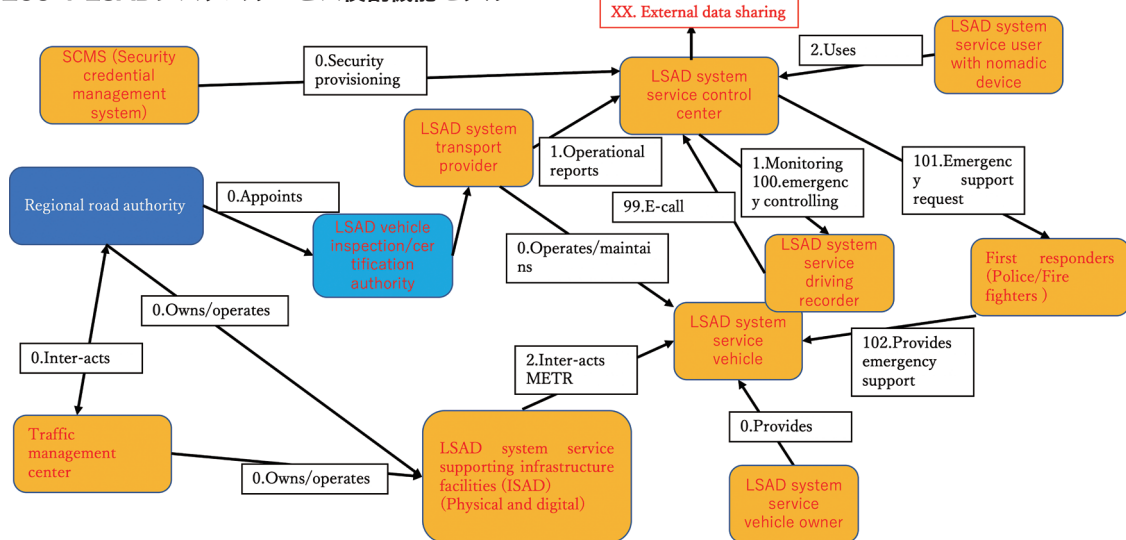 XX. External data sharing
SCMS (Security
credential
management
system)
0.Security
provisioning
LSAD system
service control
center
2.Uses
LSAD system
service user
with nomadic
device
LSAD system
transport
provider
1.Operational
reports
1.Monitoring
100.emergenc
y controlling
101.Emergenc
y support
request
Regional road authority
0.Appoints
LSAD vehicle
inspection/cer
tification
authority
99.E-call
0.Operates/maintai
ns
LSAD system
service
driving
recorder
First responders
(Police/Fire
fighters )
0.Owns/operates
LSAD system
service
vehicle
102.Provides
emergency
support
0.Inter-acts
2.Inter-acts
METR
Traffic
management
center
0.Owns/operates
LSAD system service
supporting infrastructure
facilities (ISAD)
(Physical and digital)
0.Provides
LSAD system
service
vehicle owner